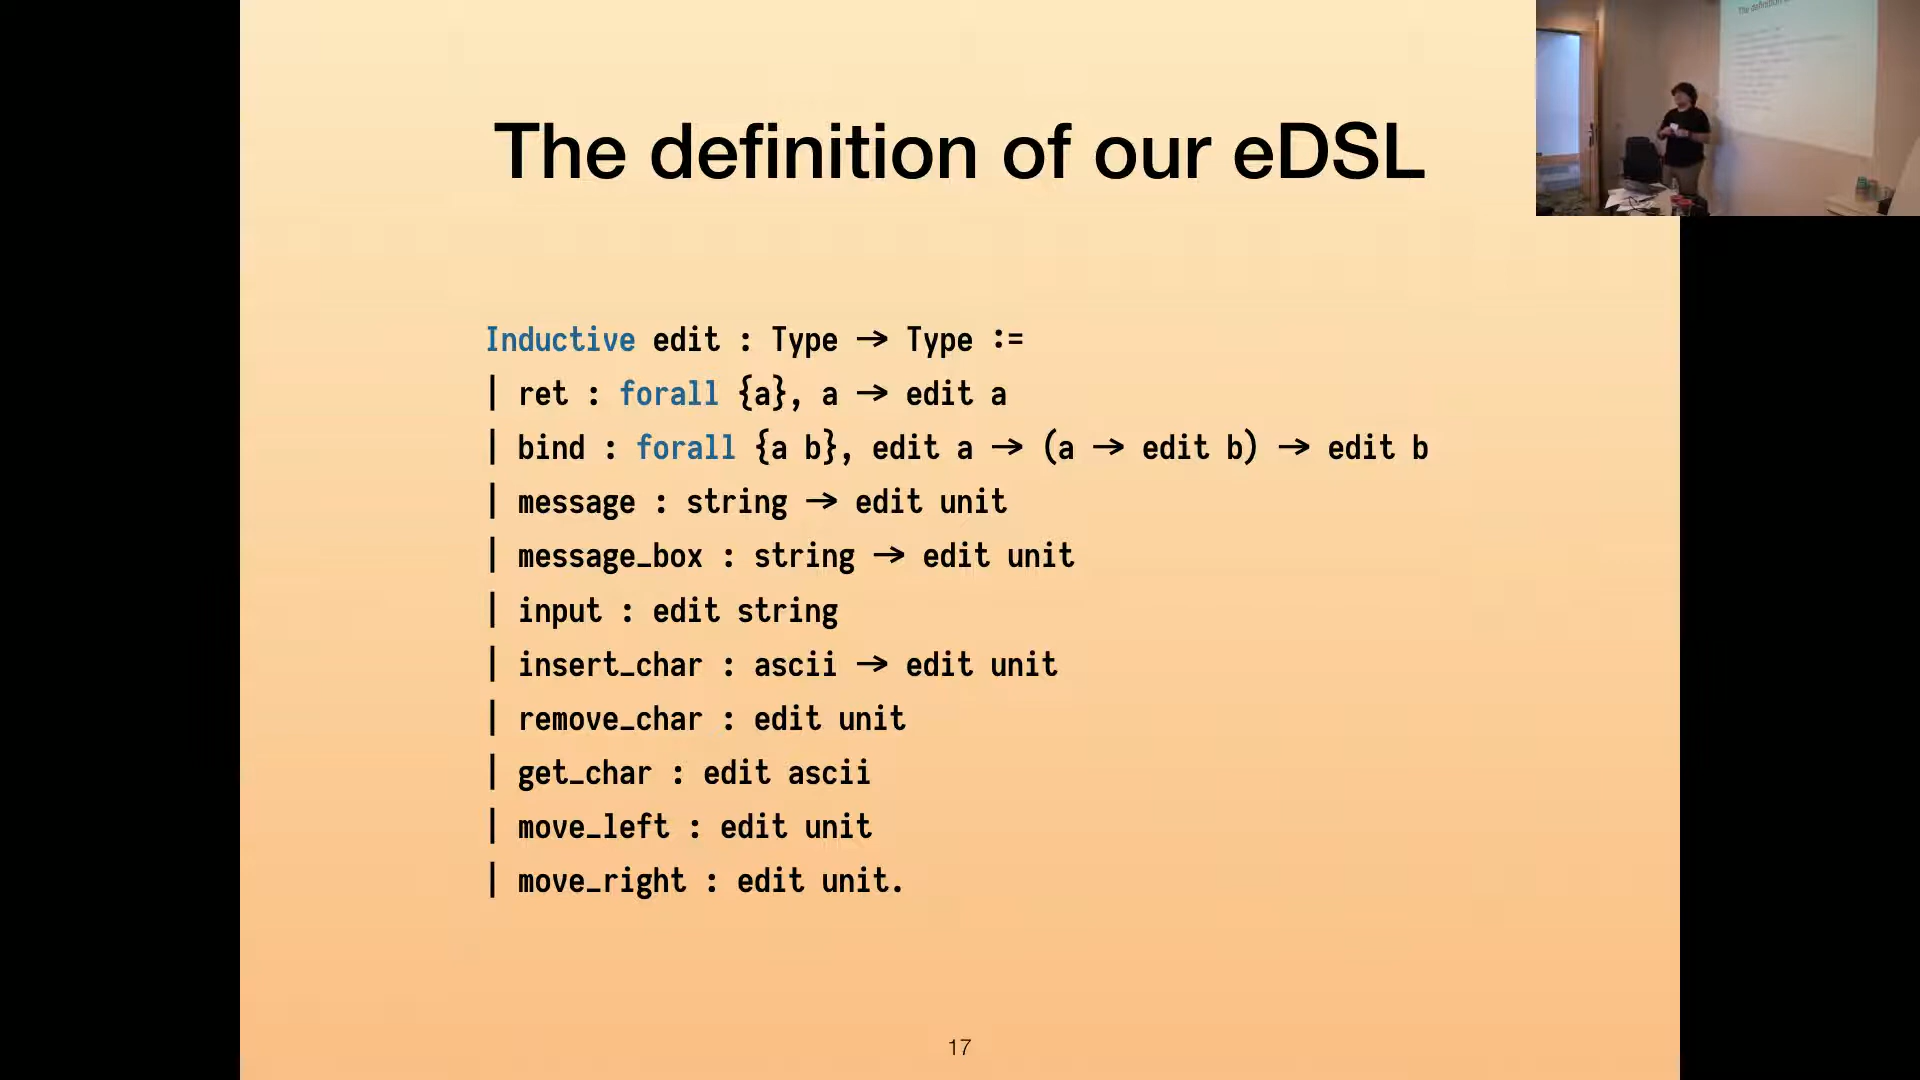 The definition of our eDSL
Inductive edit : Type → Type :=
| ret : forall {a}, a → edit a
| bind : forall {a b}, edit a → (a → edit b) → edit b
| message : string → edit unit
| message_box : string → edit unit
| input : edit string
| insert_char : ascii → edit unit
| remove_char : edit unit
| get_char : edit ascii
| move_left : edit unit
| move_right : edit unit.
17